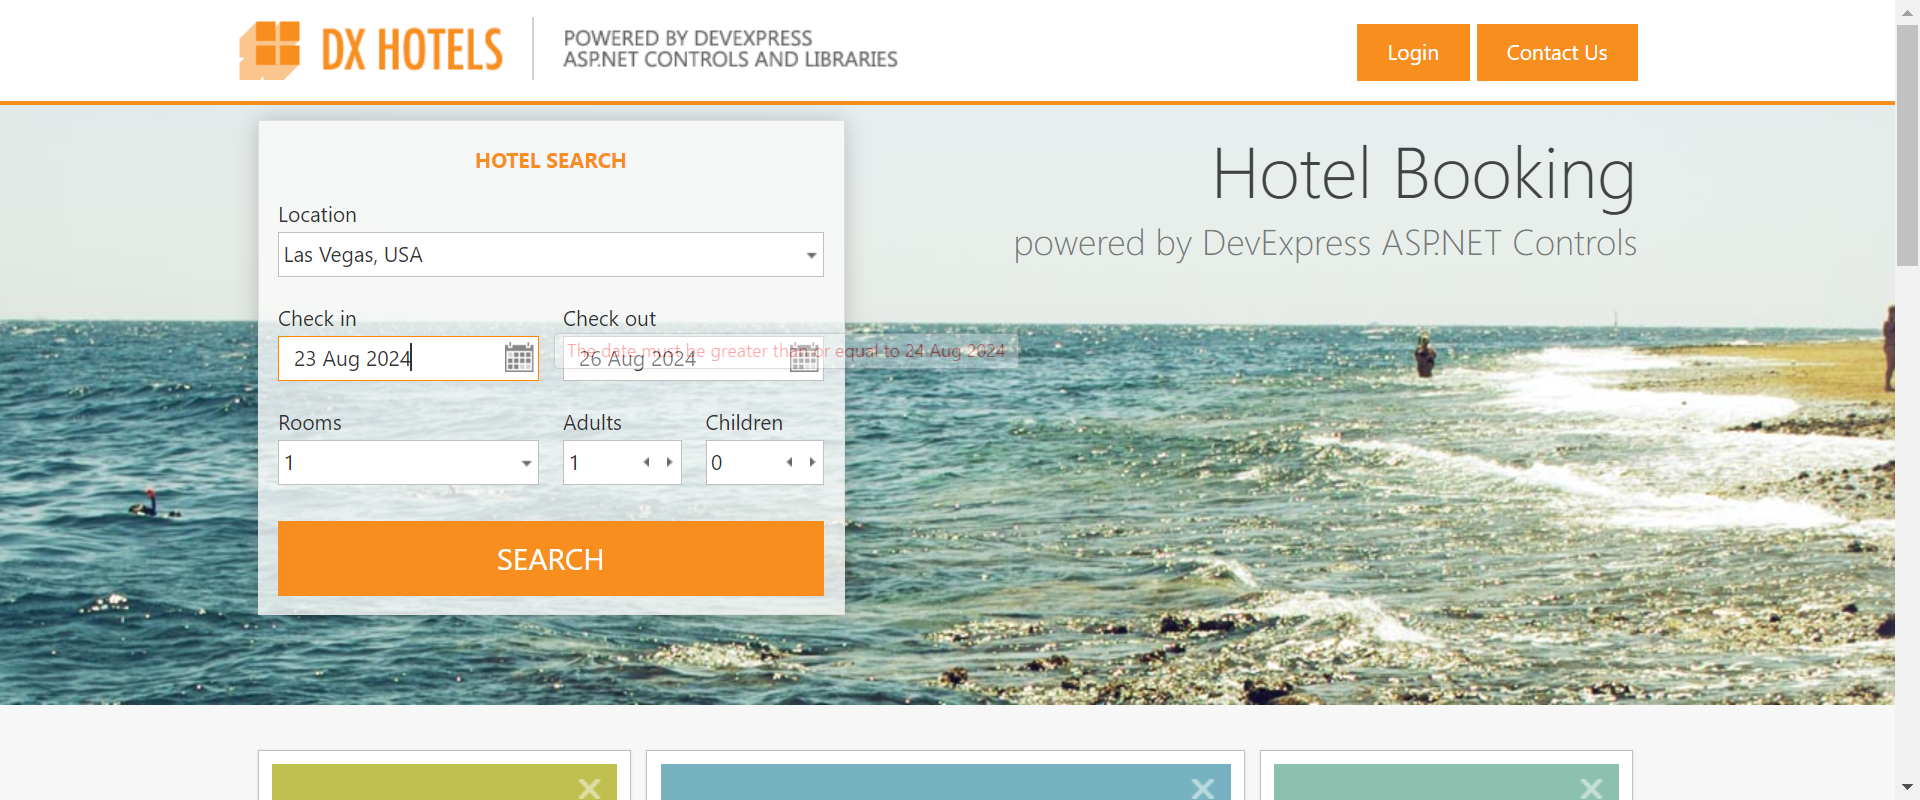 DX HOTELS
POWERED BY DEVEXPRESS
ASP.NET CONTROLS AND LIBRARIES
Login
Contact Us
HOTEL SEARCH
Location
Las Vegas, USA
Check in
Check out
23 Aug 2024
26 Aug 2024
The date must be greater than or equal to 24 Aug 2024
Rooms
Adults
Children
1
1
0
SEARCH
Hotel Booking
powered by DevExpress ASP.NET Controls